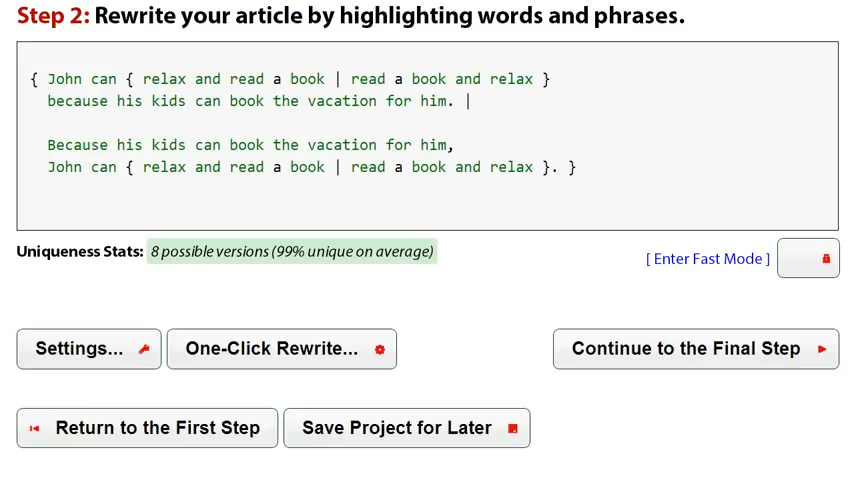 Step 2: Rewrite your article by highlighting words and phrases.
{ John can { relax and read a book | read a book and relax }
because his kids can book the vacation for him. |
Because his kids can book the vacation for him,
John can { relax and read a book | read a book and relax }. }
Uniqueness Stats: 8 possible versions (99% unique on average)
[ Enter Fast Mode ]
Settings...
One-Click Rewrite...
Continue to the Final Step
Return to the First Step
Save Project for Later